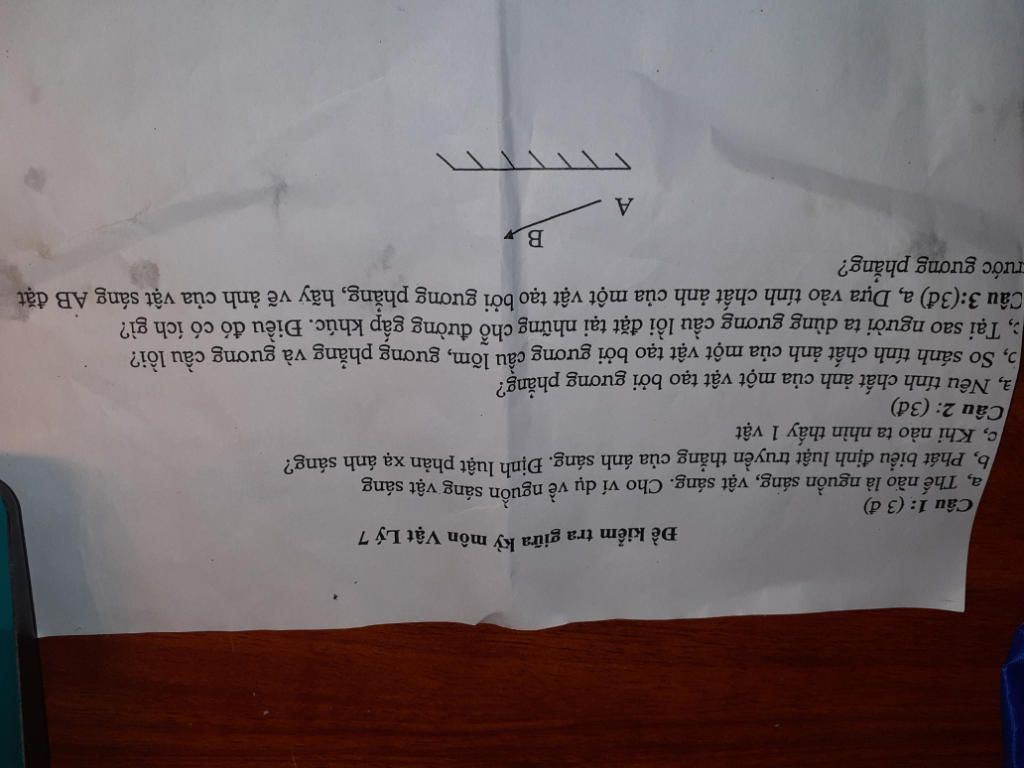 Đề kiểm tra giữa kỳ môn Vật Lý 7
Câu 1: (3 đ)
a, Thế nào là nguồn sáng, vật sáng. Cho ví dụ về nguồn sáng vật sáng
b, Phát biểu định luật truyền thẳng của ánh sáng. Định luật phản xạ ánh sáng?
c, Khi nào ta nhìn thấy 1 vật
Câu 2: (3đ)
a, Nêu tính chất ảnh của một vật tạo bởi gương phẳng?
, So sánh tính chất ảnh của một vật tạo bởi gương cầu lõm, gương phẳng và gương cầu lồi?
, Tại sao người ta dùng gương cầu lồi đặt tại những chỗ đường gấp khúc. Điều đó có ích gì?
Câu 3:(3đ) a, Dựa vào tính chất ảnh của một vật tạo bởi gương phẳng, hãy vẽ ảnh của vật sáng AB đặt
rước gương phẳng?
B
A